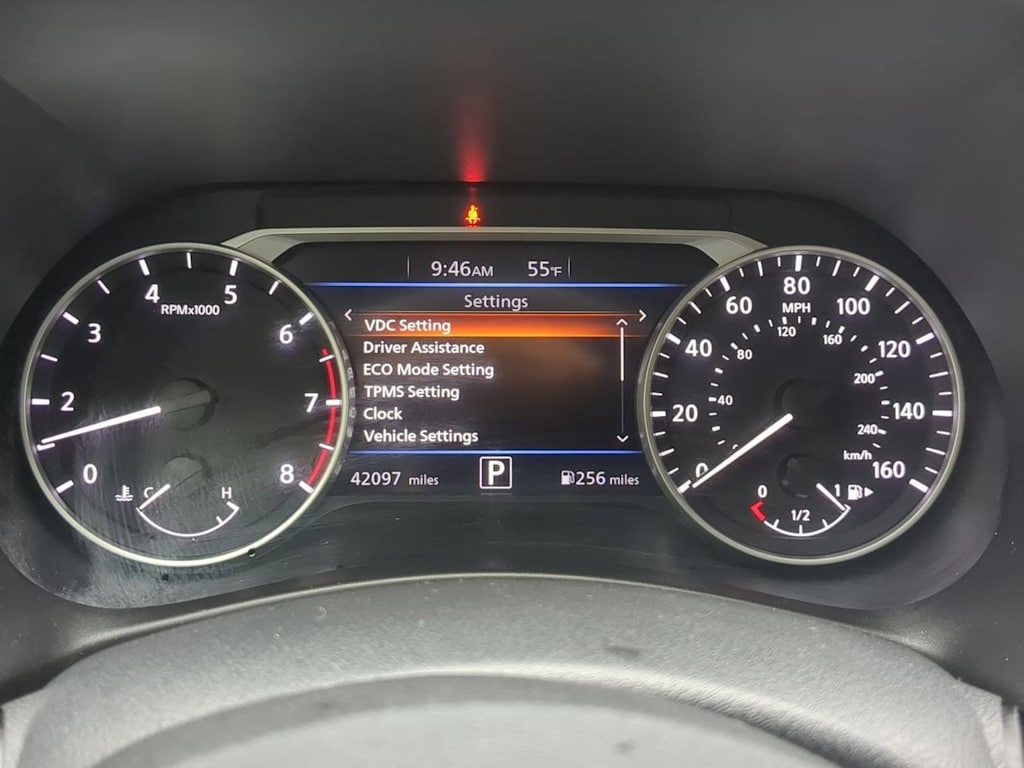 9:46AM 55°F
Settings
VDC Setting
Driver Assistance
ECO Mode Setting
TPMS Setting
Clock
Vehicle Settings
42097 miles P 256 miles
RPMx1000
0
2
3
4
5
6
7
8
C H
MPH
0
20
40
60
80
100
120
140
160
40
80
120
160
200
240
km/h
0 1/2 1